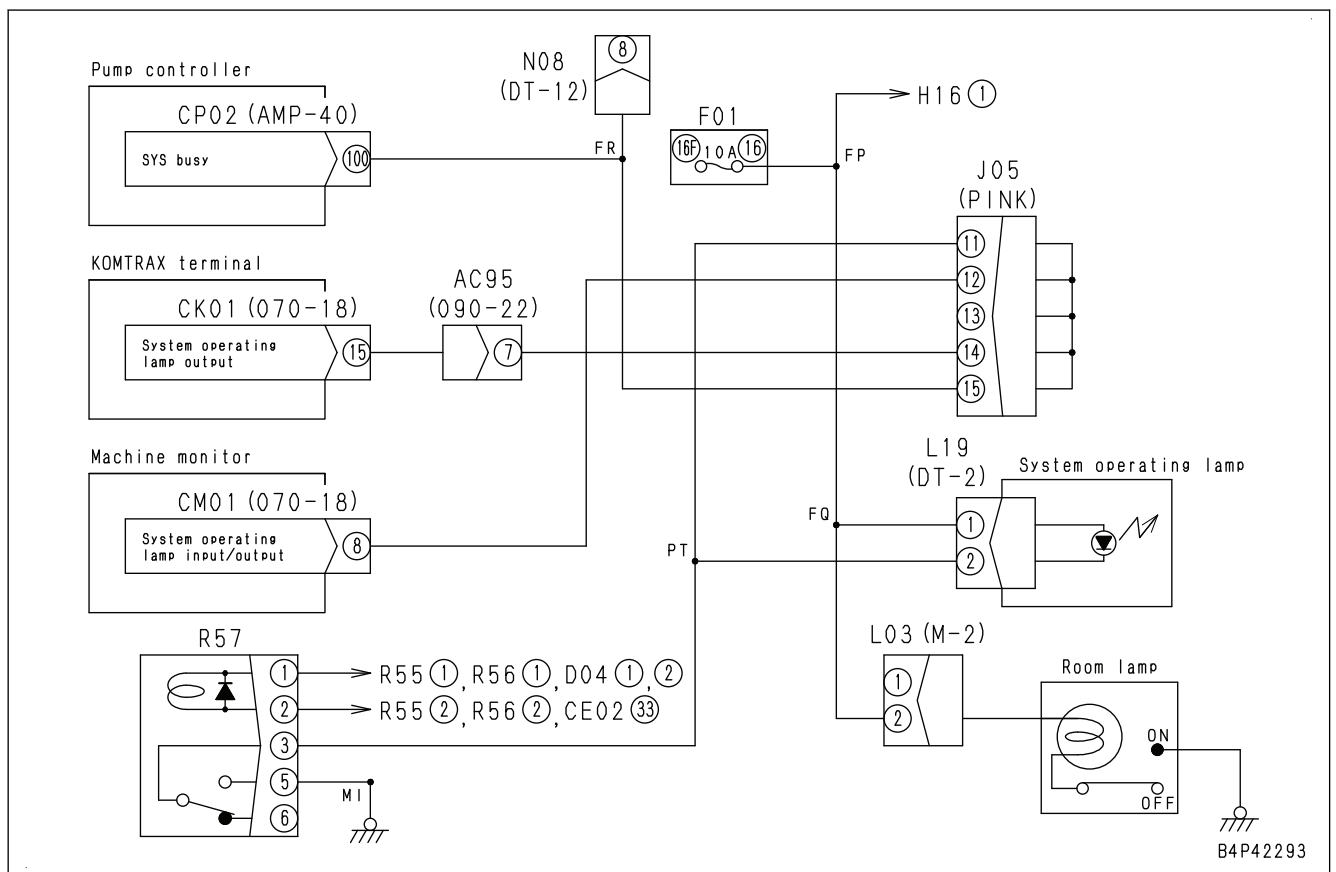 Pump controller
CP02 (AMP-40)
SYS busy
100
N08
(DT-12)
8
FR
F01
16F 10A 16
FP
H16 1
J05
(PINK)
11
12
13
14
15
KOMTRAX terminal
CK01 (070-18)
System operating
lamp output
15
AC95
(090-22)
7
Machine monitor
CM01 (070-18)
System operating
lamp input/output
8
PT
FQ
L19
(DT-2)
1
2
System operating lamp
R57
1
2
3
5
6
R55 1, R56 1, D04 1, 2
R55 2, R56 2, CE02 33
MI
L03 (M-2)
1
2
Room lamp
ON
OFF
B4P42293